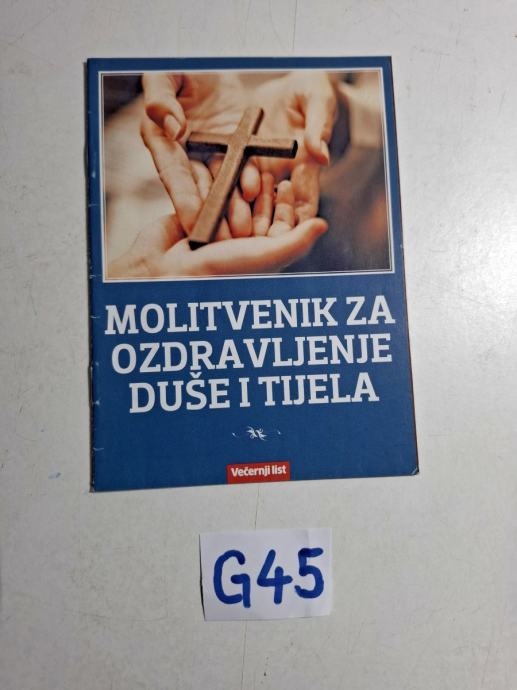 MOLITVENIK ZA
OZDRAVLJENJE
DUŠE I TIJELA
Večernji list
G45